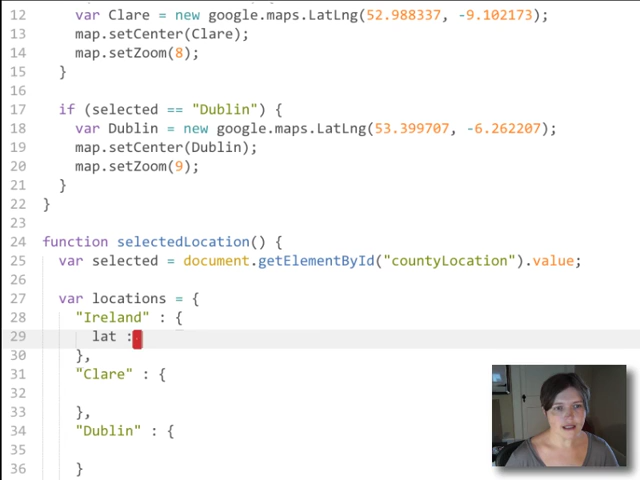 12 var Clare = new google.maps.LatLng(52.988337, -9.102173);
13 map.setCenter(Clare);
14 map.setZoom(8);
15 }
16
17 if (selected == "Dublin") {
18 var Dublin = new google.maps.LatLng(53.399707, -6.262207);
19 map.setCenter(Dublin);
20 map.setZoom(9);
21 }
22 }
23
24 function selectedLocation() {
25 var selected = document.getElementById("countyLocation").value;
26
27 var locations = {
28 "Ireland" : {
29 lat :
30 },
31 "Clare" : {
32
33 },
34 "Dublin" : {
35
36 }